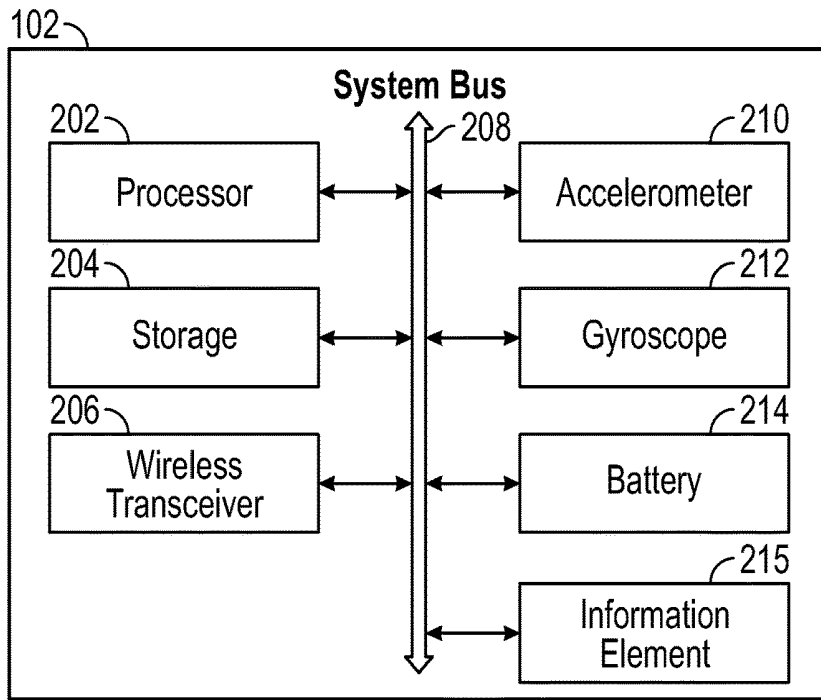 102
System Bus
208
202
Processor
210
Accelerometer
204
Storage
212
Gyroscope
206
Wireless
Transceiver
214
Battery
215
Information
Element